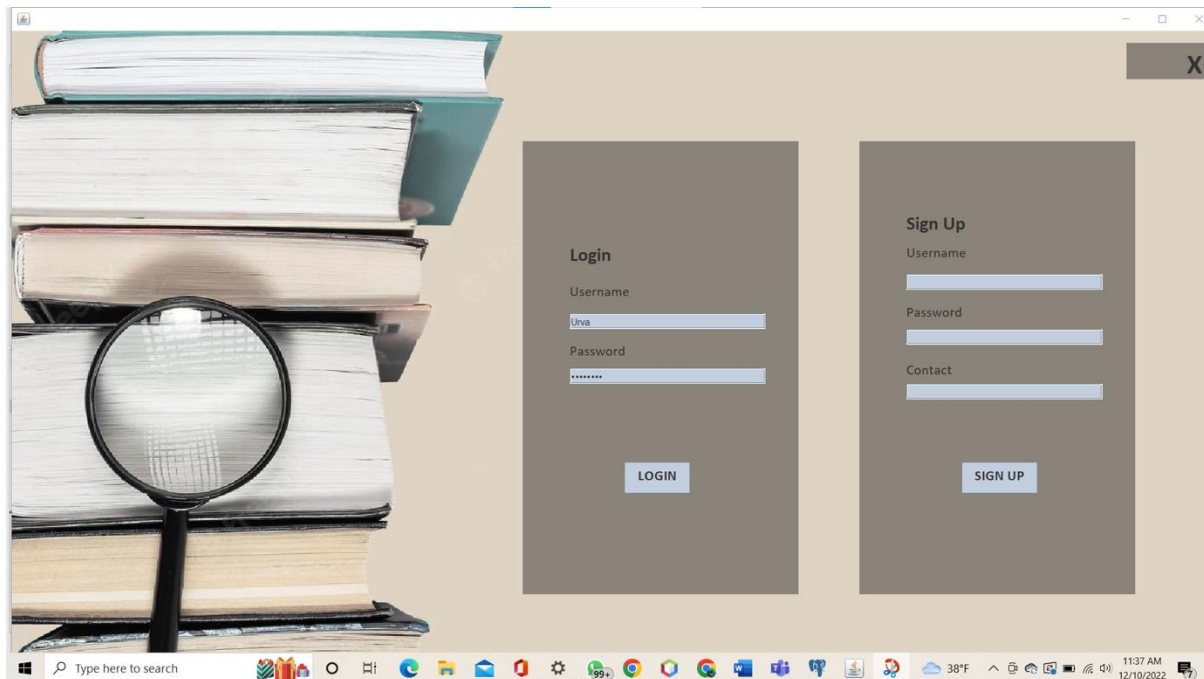 X
Login
Username
Urva
Password
••••••••
LOGIN
Sign Up
Username
Password
Contact
SIGN UP
Type here to search
99+
38°F
11:37 AM
12/10/2022
7